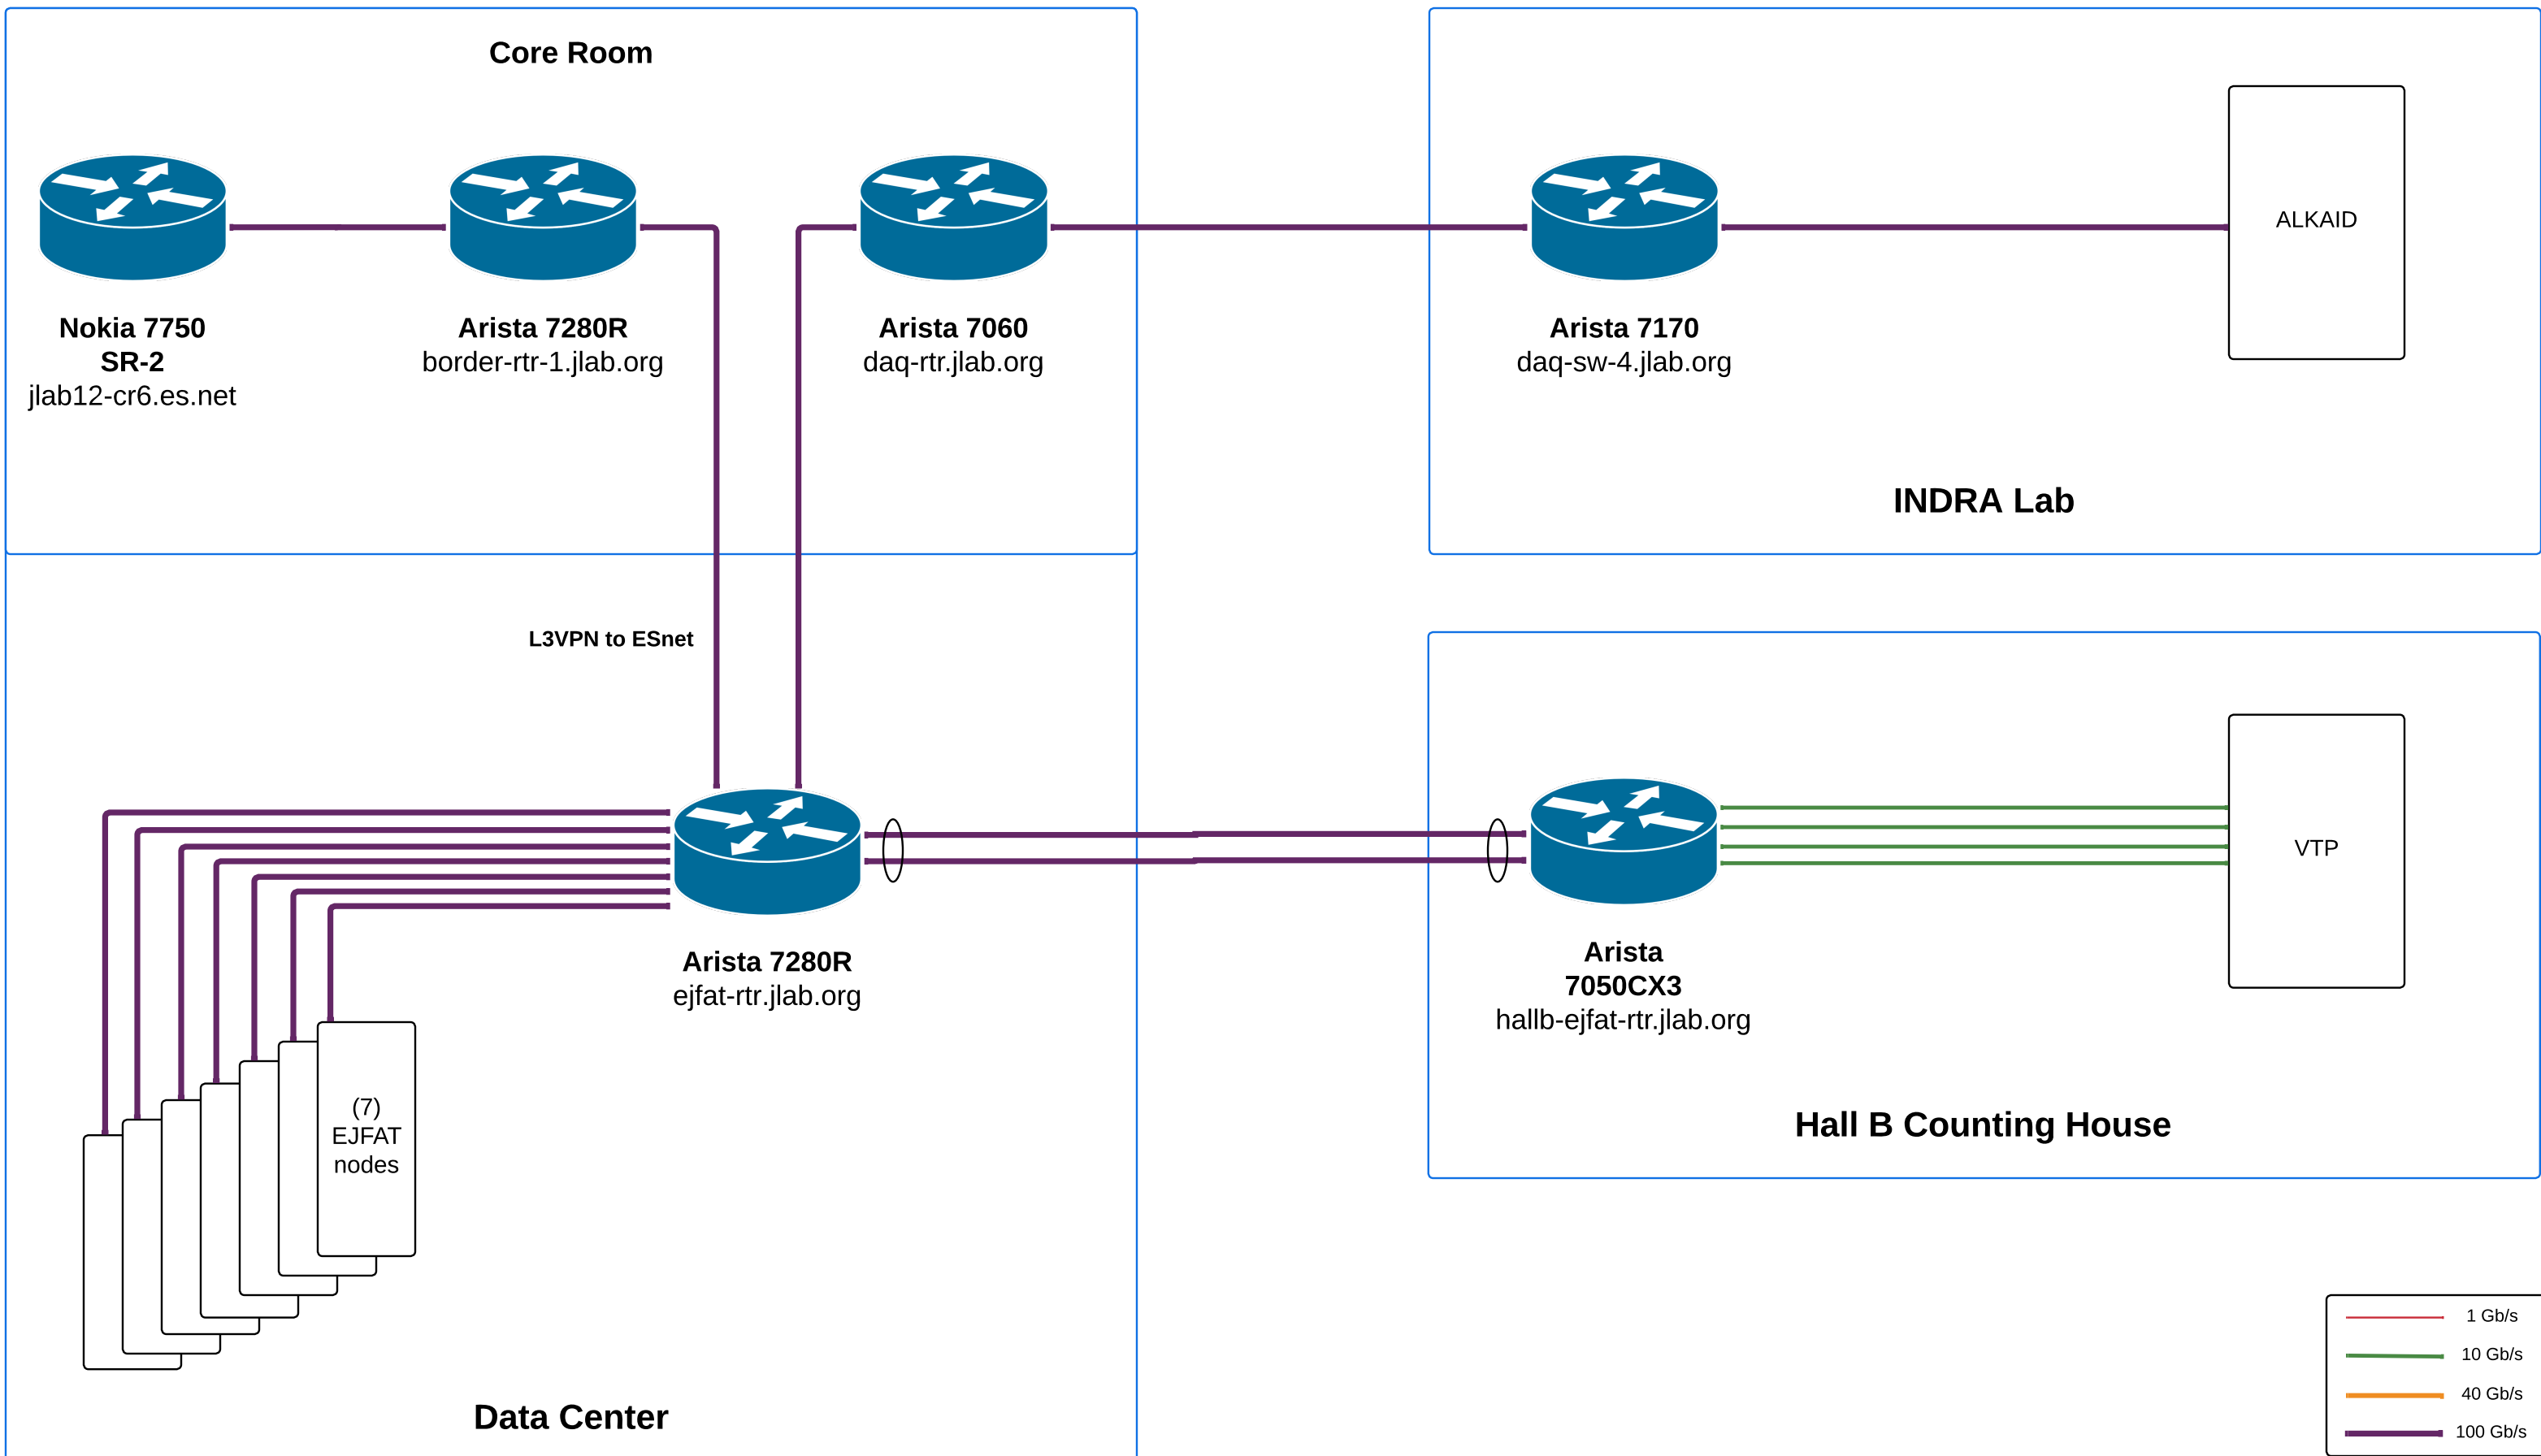 Core Room
Nokia 7750
SR-2
jlab12-cr6.es.net
Arista 7280R
border-rtr-1.jlab.org
Arista 7060
daq-rtr.jlab.org
Arista 7170
daq-sw-4.jlab.org
ALKAID
INDRA Lab
L3VPN to ESnet
Arista 7280R
ejfat-rtr.jlab.org
Arista
7050CX3
hallb-ejfat-rtr.jlab.org
VTP
Hall B Counting House
(7)
EJFAT
nodes
Data Center
1 Gb/s
10 Gb/s
40 Gb/s
100 Gb/s